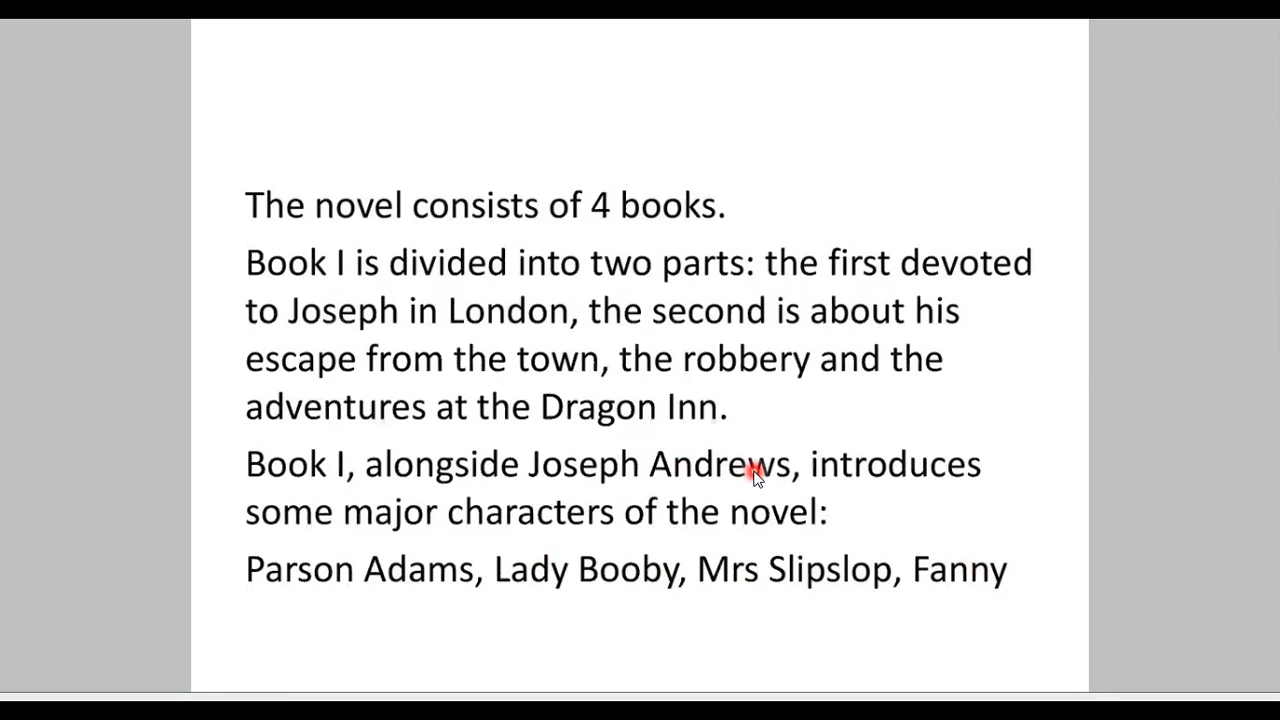 The novel consists of 4 books.
Book I is divided into two parts: the first devoted
to Joseph in London, the second is about his
escape from the town, the robbery and the
adventures at the Dragon Inn.
Book I, alongside Joseph Andrews, introduces
some major characters of the novel:
Parson Adams, Lady Booby, Mrs Slipslop, Fanny